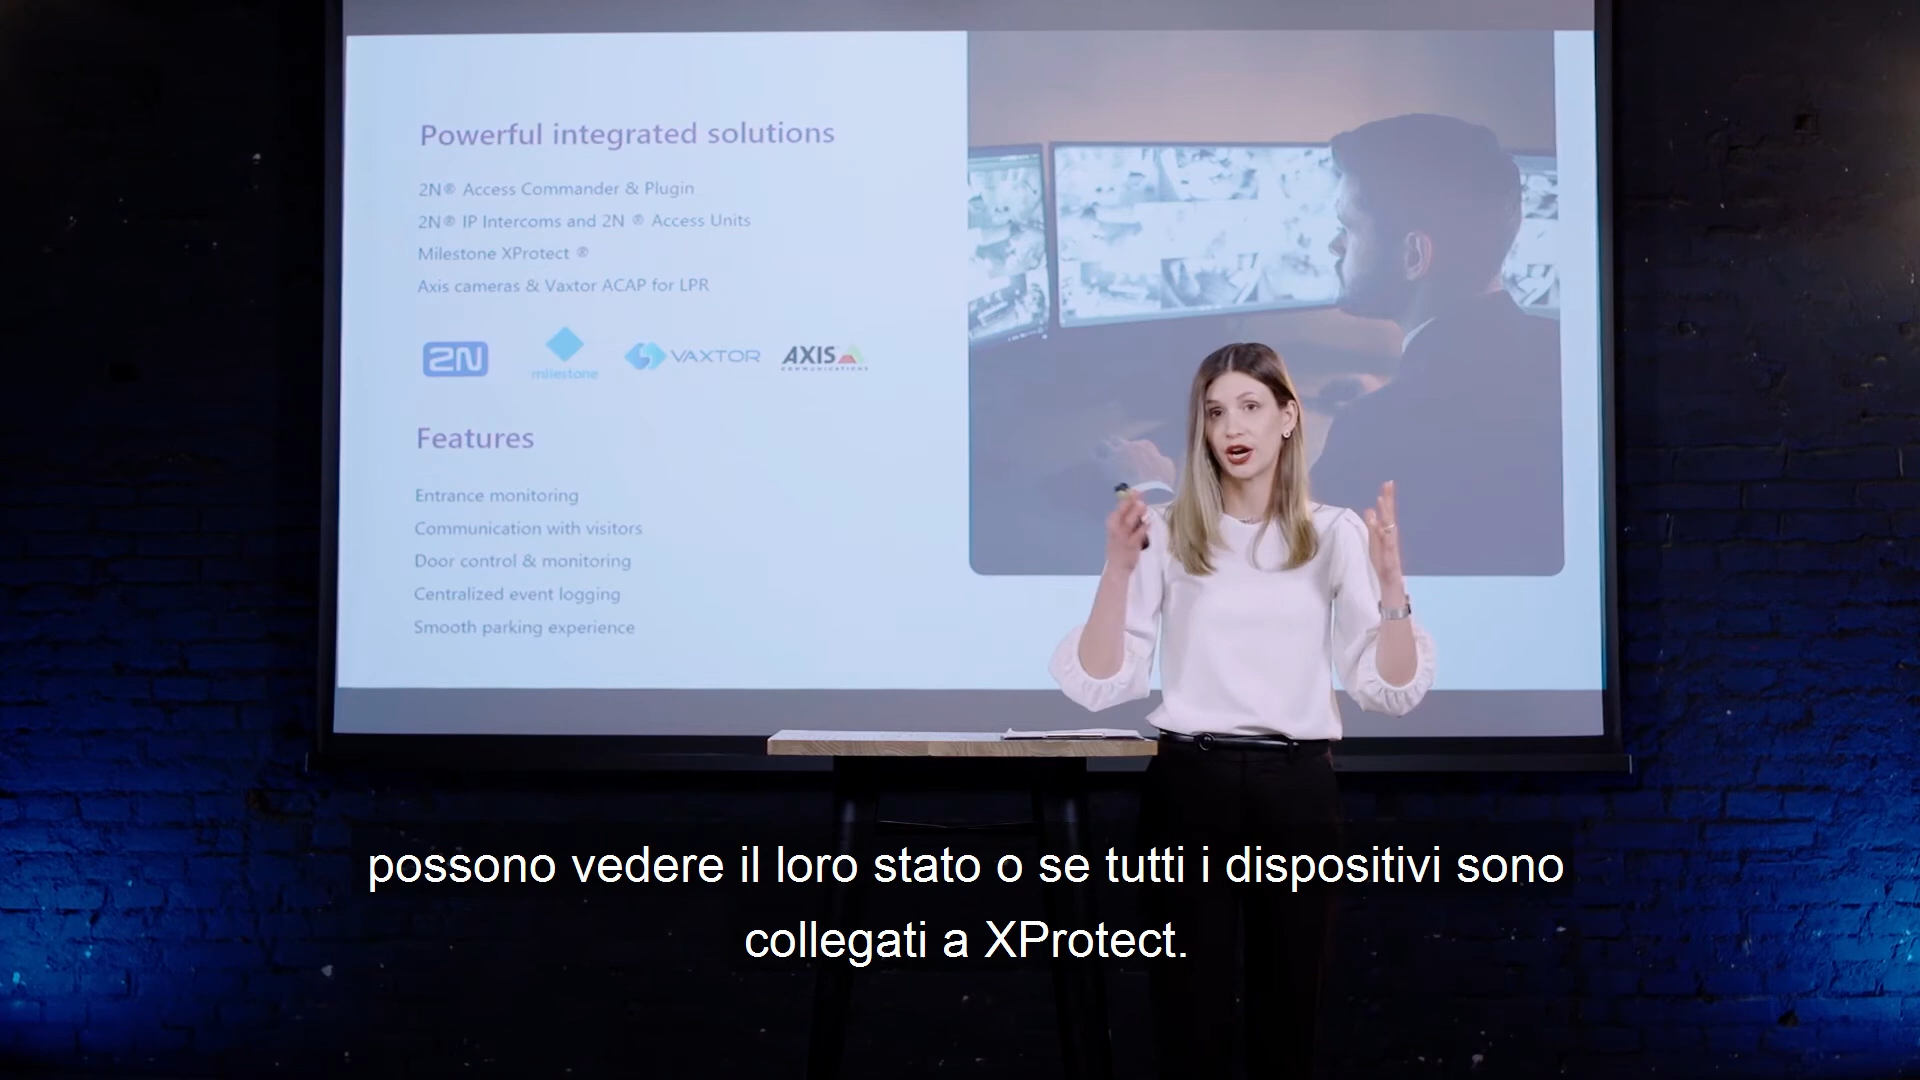 Powerful integrated solutions
2N® Access Commander & Plugin
2N® IP Intercoms and 2N ® Access Units
Milestone XProtect ®
Axis cameras & Vaxtor ACAP for LPR
2N milestone VAXTOR AXIS COMMUNICATIONS
Features
Entrance monitoring
Communication with visitors
Door control & monitoring
Centralized event logging
Smooth parking experience
possono vedere il loro stato o se tutti i dispositivi sono
collegati a XProtect.